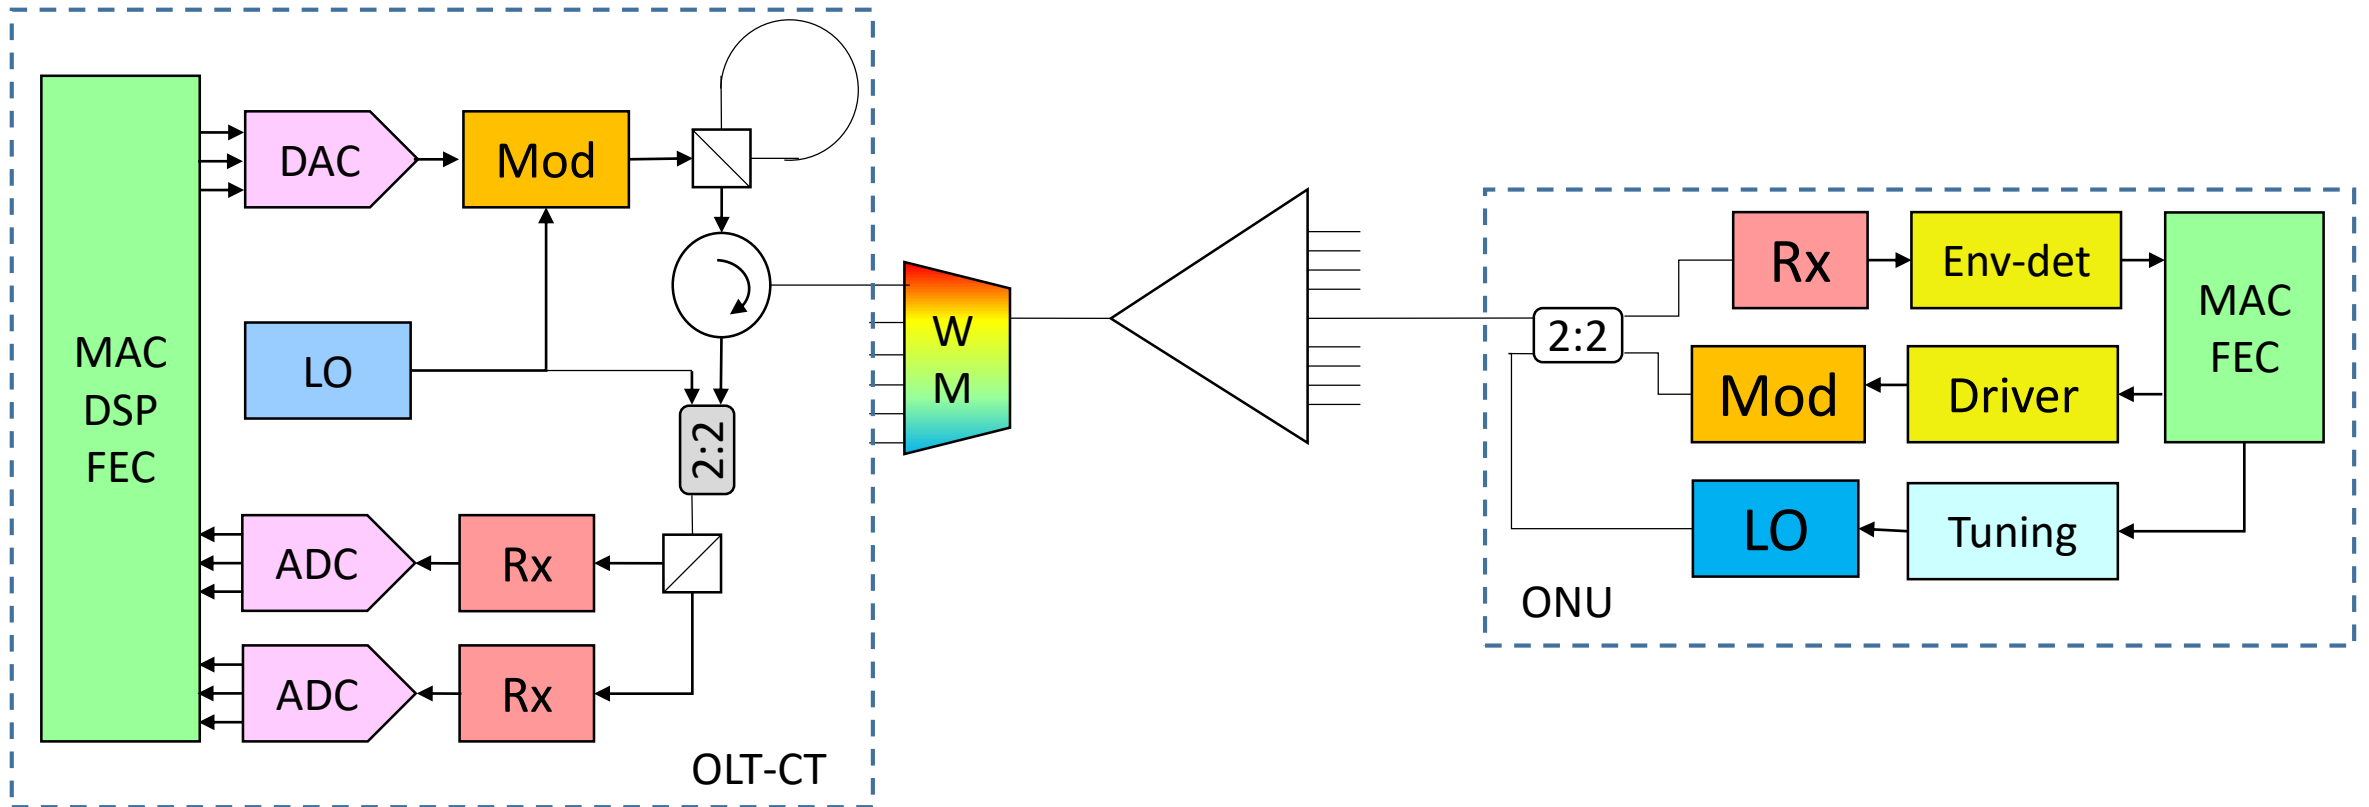 MAC
DSP
FEC
DAC
Mod
LO
2:2
ADC
Rx
ADC
Rx
OLT-CT
W
M
2:2
Rx
Env-det
MAC
FEC
Mod
Driver
LO
Tuning
ONU